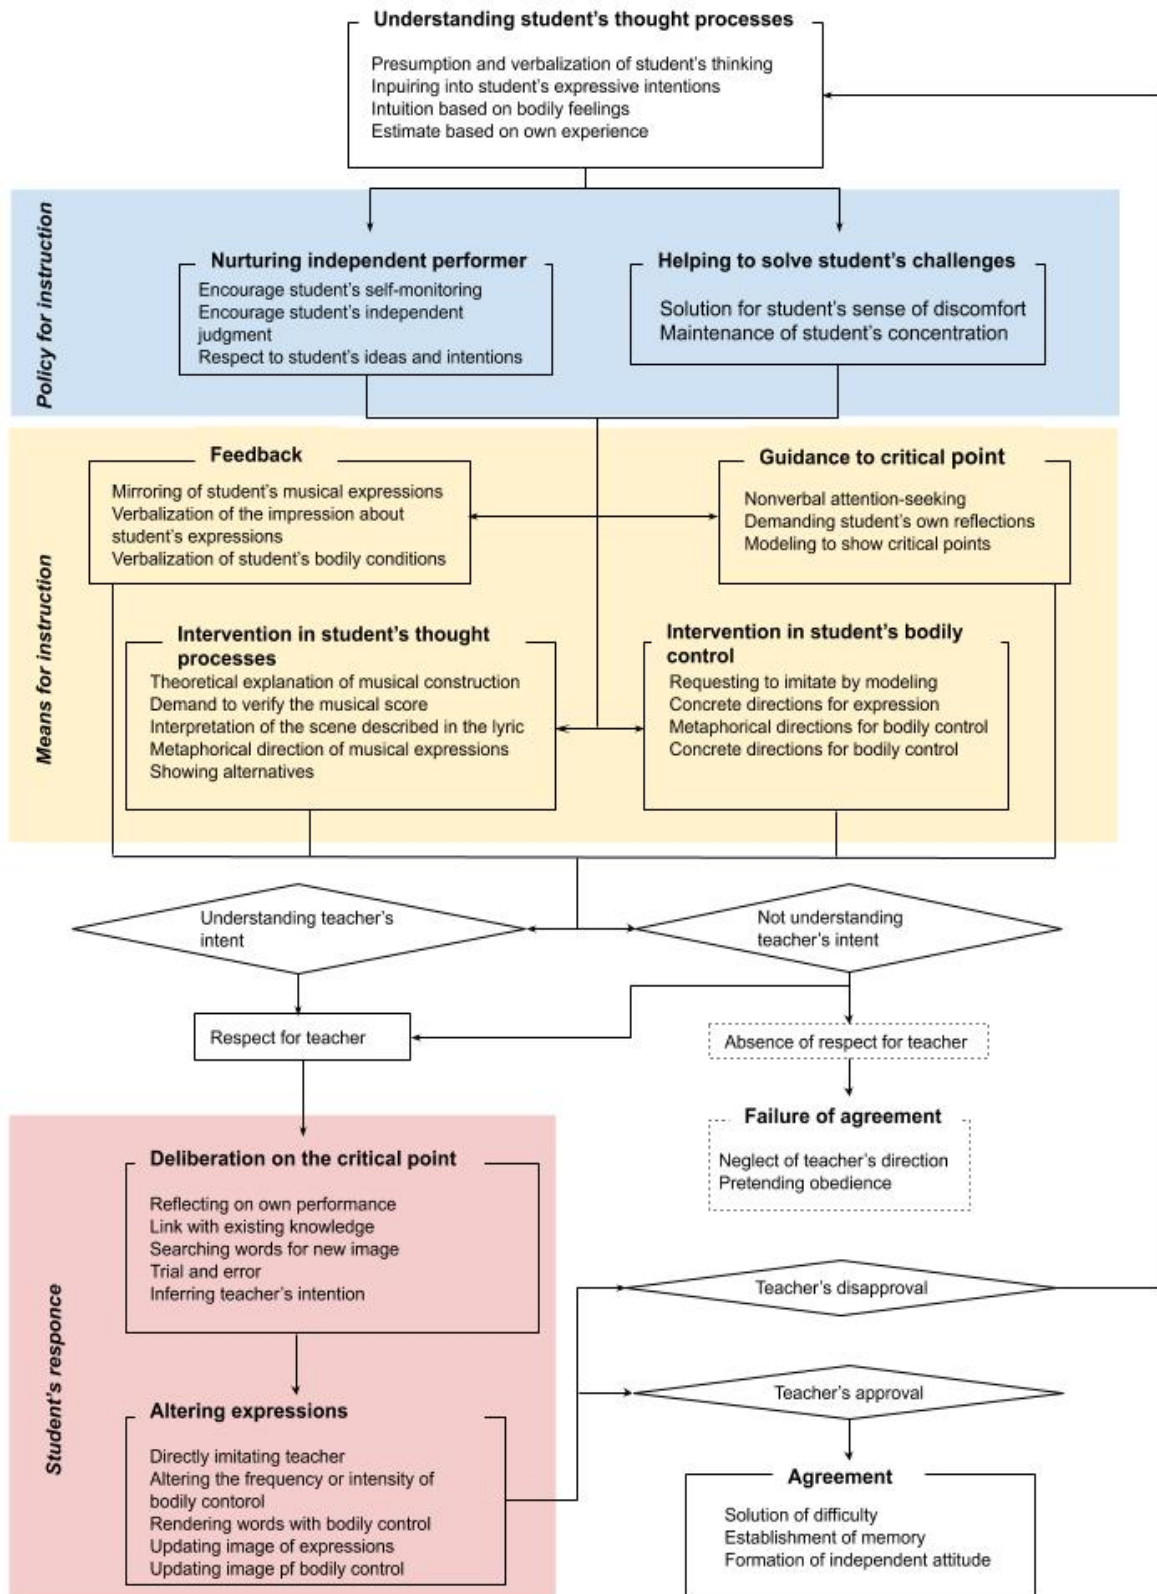 Understanding student's thought processes
Presumption and verbalization of student's thinking
Inpuiring into student's expressive intentions
Intuition based on bodily feelings
Estimate based on own experience
Policy for instruction
Nurturing independent performer
Encourage student's self-monitoring
Encourage student's independent
judgment
Respect to student's ideas and intentions
Helping to solve student's challenges
Solution for student's sense of discomfort
Maintenance of student's concentration
Means for instruction
Feedback
Mirroring of student's musical expressions
Verbalization of the impression about
student's expressions
Verbalization of student's bodily conditions
Guidance to critical point
Nonverbal attention-seeking
Demanding student's own reflections
Modeling to show critical points
Intervention in student's thought
processes
Theoretical explanation of musical construction
Demand to verify the musical score
Interpretation of the scene described in the lyric
Metaphorical direction of musical expressions
Showing alternatives
Intervention in student's bodily
control
Requesting to imitate by modeling
Concrete directions for expression
Metaphorical directions for bodily control
Concrete directions for bodily control
Understanding teacher's
intent
Not understanding
teacher's intent
Respect for teacher
Absence of respect for teacher
Failure of agreement
Neglect of teacher's direction
Pretending obedience
Student's responce
Deliberation on the critical point
Reflecting on own performance
Link with existing knowledge
Searching words for new image
Trial and error
Inferring teacher's intention
Teacher's disapproval
Teacher's approval
Altering expressions
Directly imitating teacher
Altering the frequency or intensity of
bodily contorol
Rendering words with bodily control
Updating image of expressions
Updating image pf bodily control
Agreement
Solution of difficulty
Establishment of memory
Formation of independent attitude